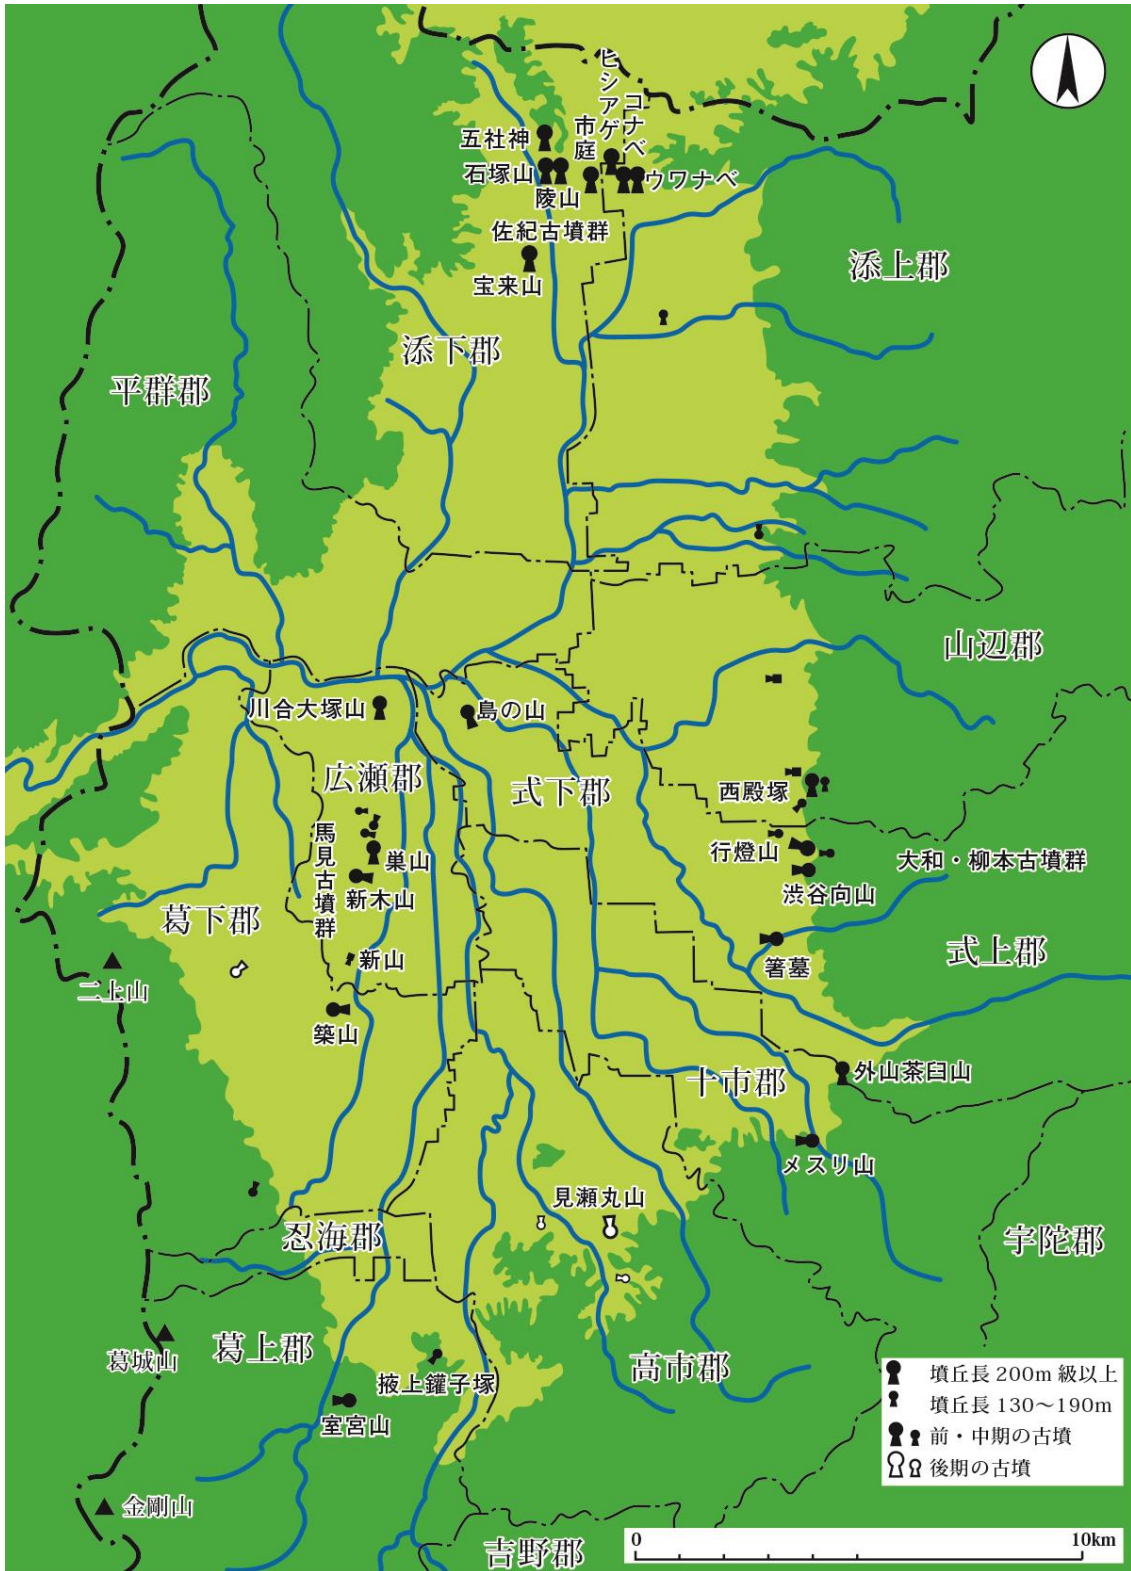 ヒシアゲ
コナベ
市庭
五社神
石塚山
陵山
ウワナベ
佐紀古墳群
宝来山
添上郡
添下郡
平群郡
山辺郡
川合大塚山
島の山
広瀬郡
式下郡
西殿塚
馬見古墳群
巣山
行燈山
大和・柳本古墳群
新木山
渋谷向山
葛下郡
箸墓
式上郡
新山
二上山
築山
外山茶臼山
十市郡
メスリ山
見瀬丸山
忍海郡
宇陀郡
葛上郡
葛城山
高市郡
掖上鑵子塚
室宮山
金剛山
吉野郡
墳丘長 200m 級以上
墳丘長 130〜190m
前・中期の古墳
後期の古墳
0
10km